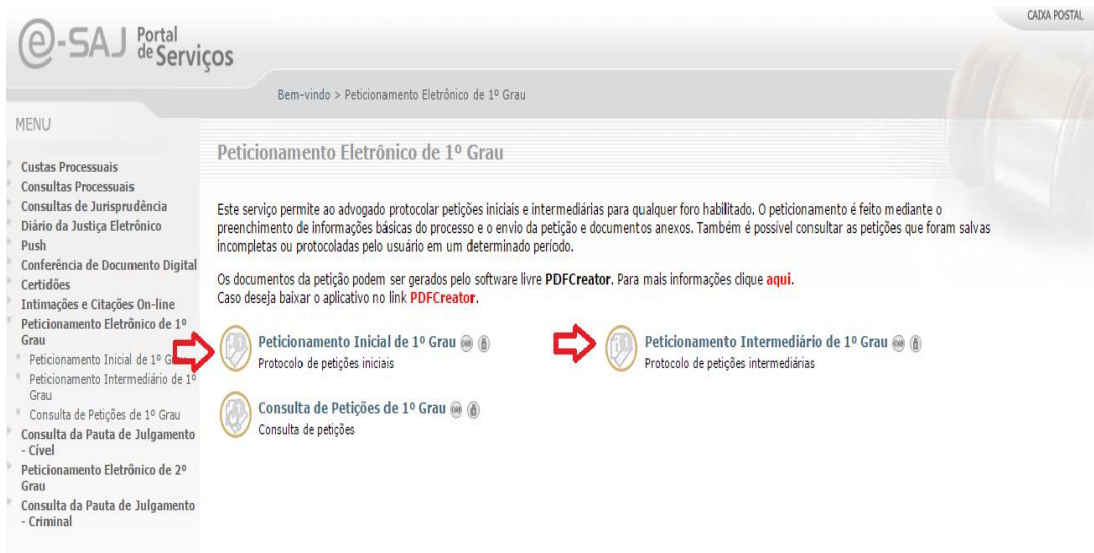 CAIXA POSTAL
e-SAJ Portal de Serviços
Bem-vindo > Peticionamento Eletrônico de 1º Grau
MENU
Custas Processuais
Consultas Processuais
Consultas de Jurisprudência
Diário da Justiça Eletrônico
Push
Conferência de Documento Digital
Certidões
Intimações e Citações On-line
Peticionamento Eletrônico de 1º
Grau
Peticionamento Inicial de 1º
Peticionamento Intermediário de 1º
Grau
Consulta de Petições de 1º Grau
Consulta da Pauta de Julgamento
- Cível
Peticionamento Eletrônico de 2º
Grau
Consulta da Pauta de Julgamento
- Criminal
Peticionamento Eletrônico de 1º Grau
Este serviço permite ao advogado protocolar petições iniciais e intermediárias para qualquer foro habilitado. O peticionamento é feito mediante o
preenchimento de informações básicas do processo e o envio da petição e documentos anexos. Também é possível consultar as petições que foram salvas
incompletas ou protocoladas pelo usuário em um determinado período.
Os documentos da petição podem ser gerados pelo software livre PDFCreator. Para mais informações clique aqui.
Caso deseja baixar o aplicativo no link PDFCreator.
Peticionamento Inicial de 1º Grau
Protocolo de petições iniciais
Peticionamento Intermediário de 1º Grau
Protocolo de petições intermediárias
Consulta de Petições de 1º Grau
Consulta de petições